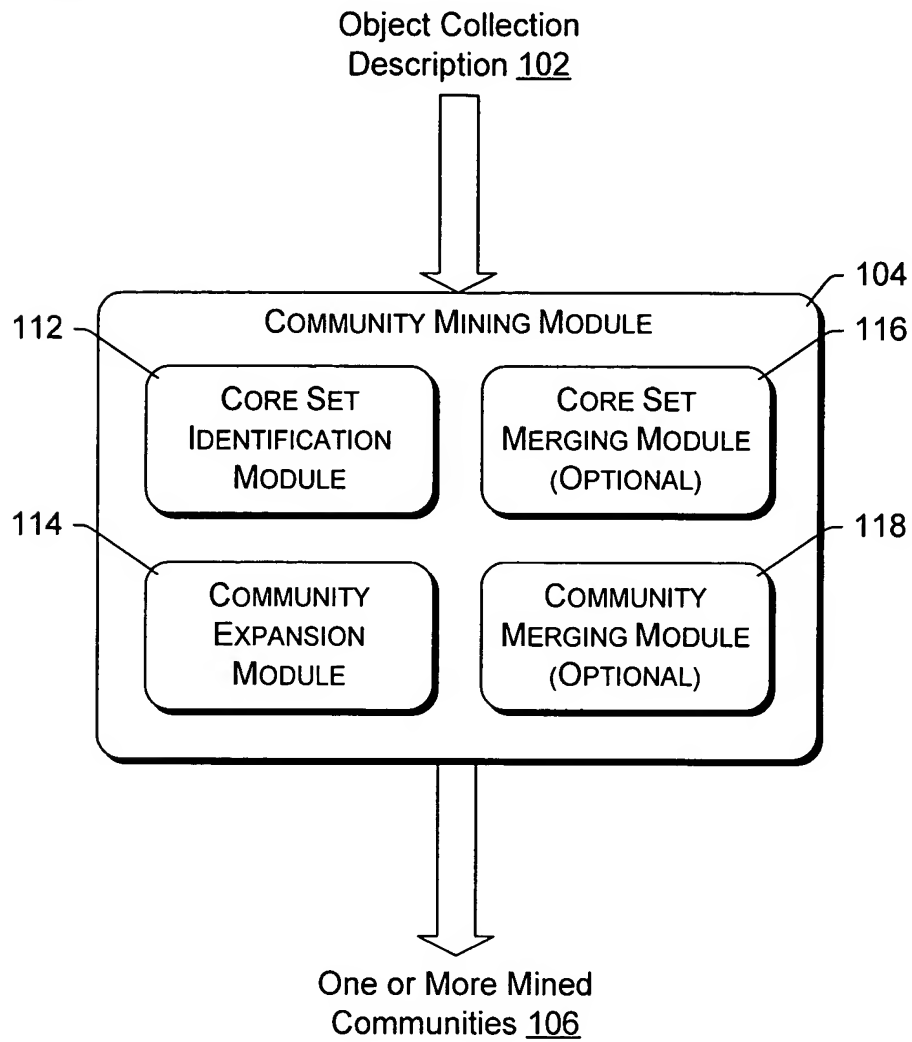 Object Collection
Description 102
104
COMMUNITY MINING MODULE
112
116
CORE SET
IDENTIFICATION
MODULE
CORE SET
MERGING MODULE
(OPTIONAL)
114
118
COMMUNITY
EXPANSION
MODULE
COMMUNITY
MERGING MODULE
(OPTIONAL)
One or More Mined
Communities 106